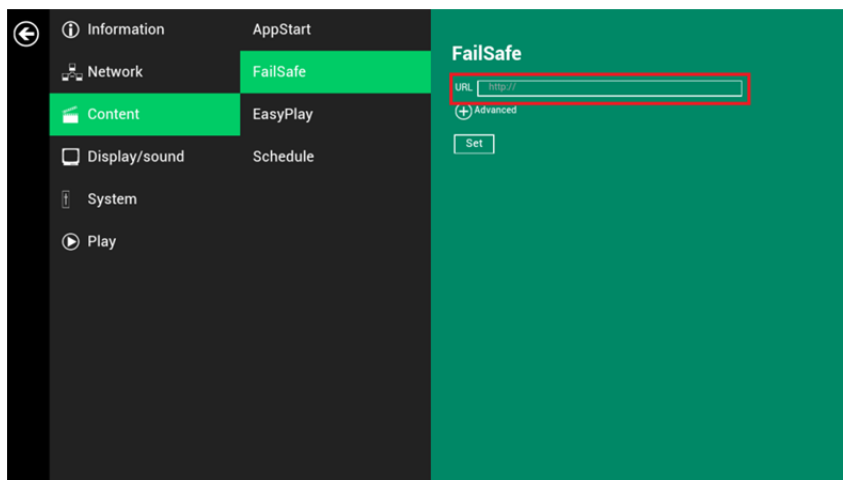 Information
Network
Content
Display/sound
System
Play
AppStart
FailSafe
EasyPlay
Schedule
FailSafe
URL http://
Advanced
Set